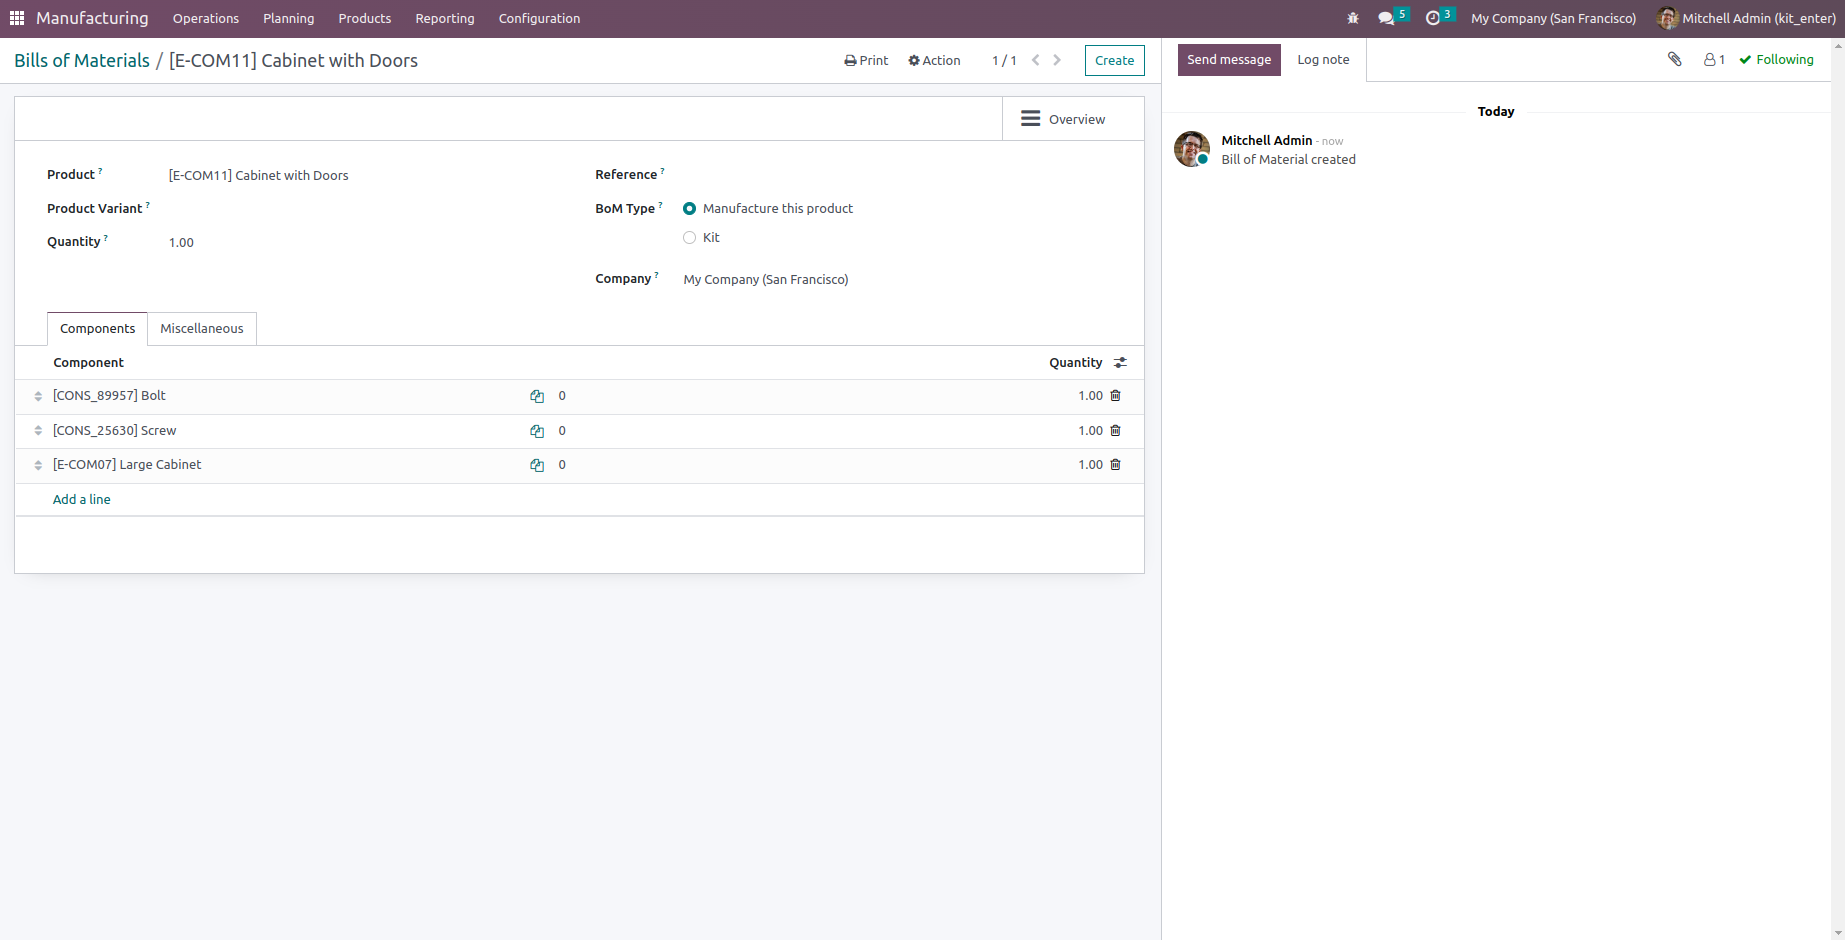 Manufacturing Operations Planning Products Reporting Configuration 5 3 My Company (San Francisco) Mitchell Admin (kit_enter)
Bills of Materials / [E-COM11] Cabinet with Doors Print Action 1 / 1 Create
Send message Log note 1 Following
Overview
Today
Mitchell Admin - now
Bill of Material created
Product ? [E-COM11] Cabinet with Doors
Product Variant ?
Quantity ? 1.00
Reference ?
BoM Type ? Manufacture this product
Kit
Company ? My Company (San Francisco)
Components Miscellaneous
Component Quantity
[CONS_89957] Bolt 0 1.00
[CONS_25630] Screw 0 1.00
[E-COM07] Large Cabinet 0 1.00
Add a line